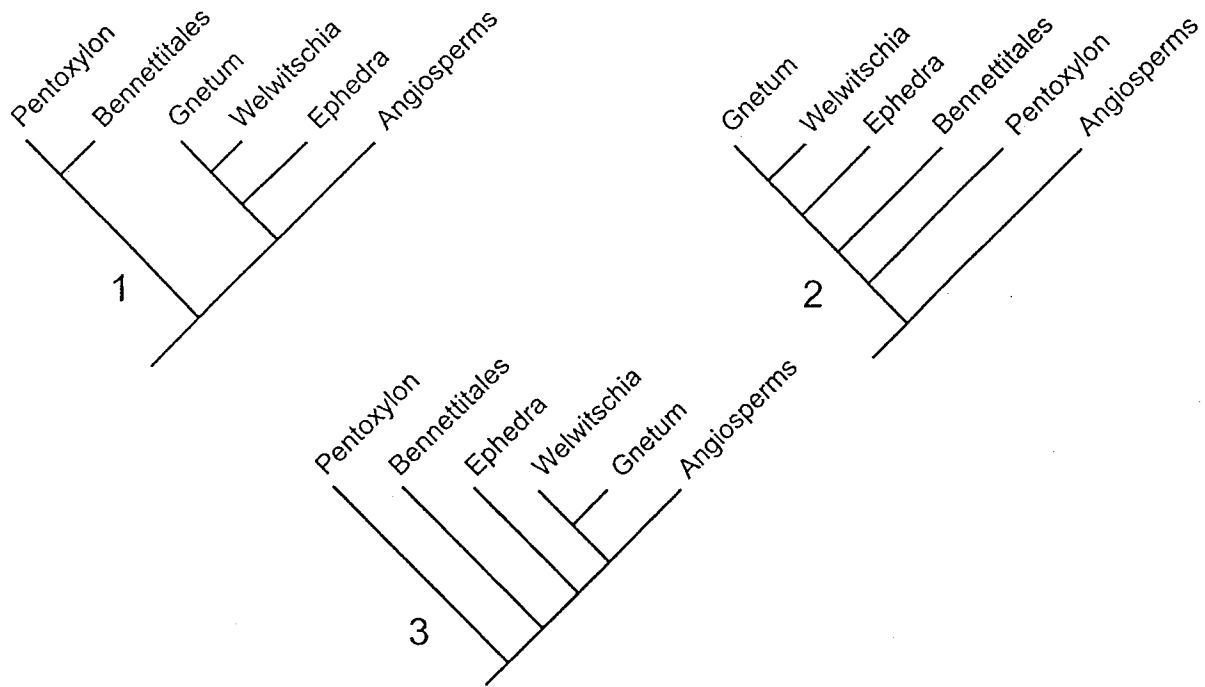 Pentoxylon
Bennettitales
Gnetum
Welwitschia
Ephedra
Angiosperms
1
Gnetum
Welwitschia
Ephedra
Bennettitales
Pentoxylon
Angiosperms
2
Pentoxylon
Bennettitales
Ephedra
Welwitschia
Gnetum
Angiosperms
3